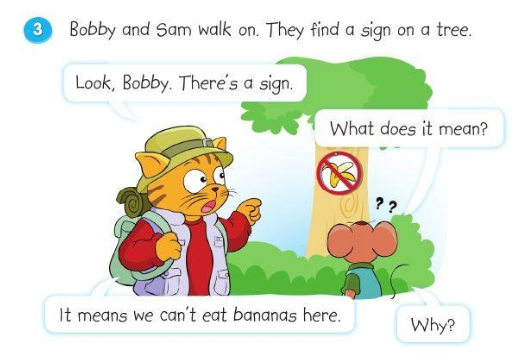 3 Bobby and Sam walk on. They find a sign on a tree.
Look, Bobby. There's a sign.
What does it mean?
? ?
It means we can't eat bananas here.
Why?